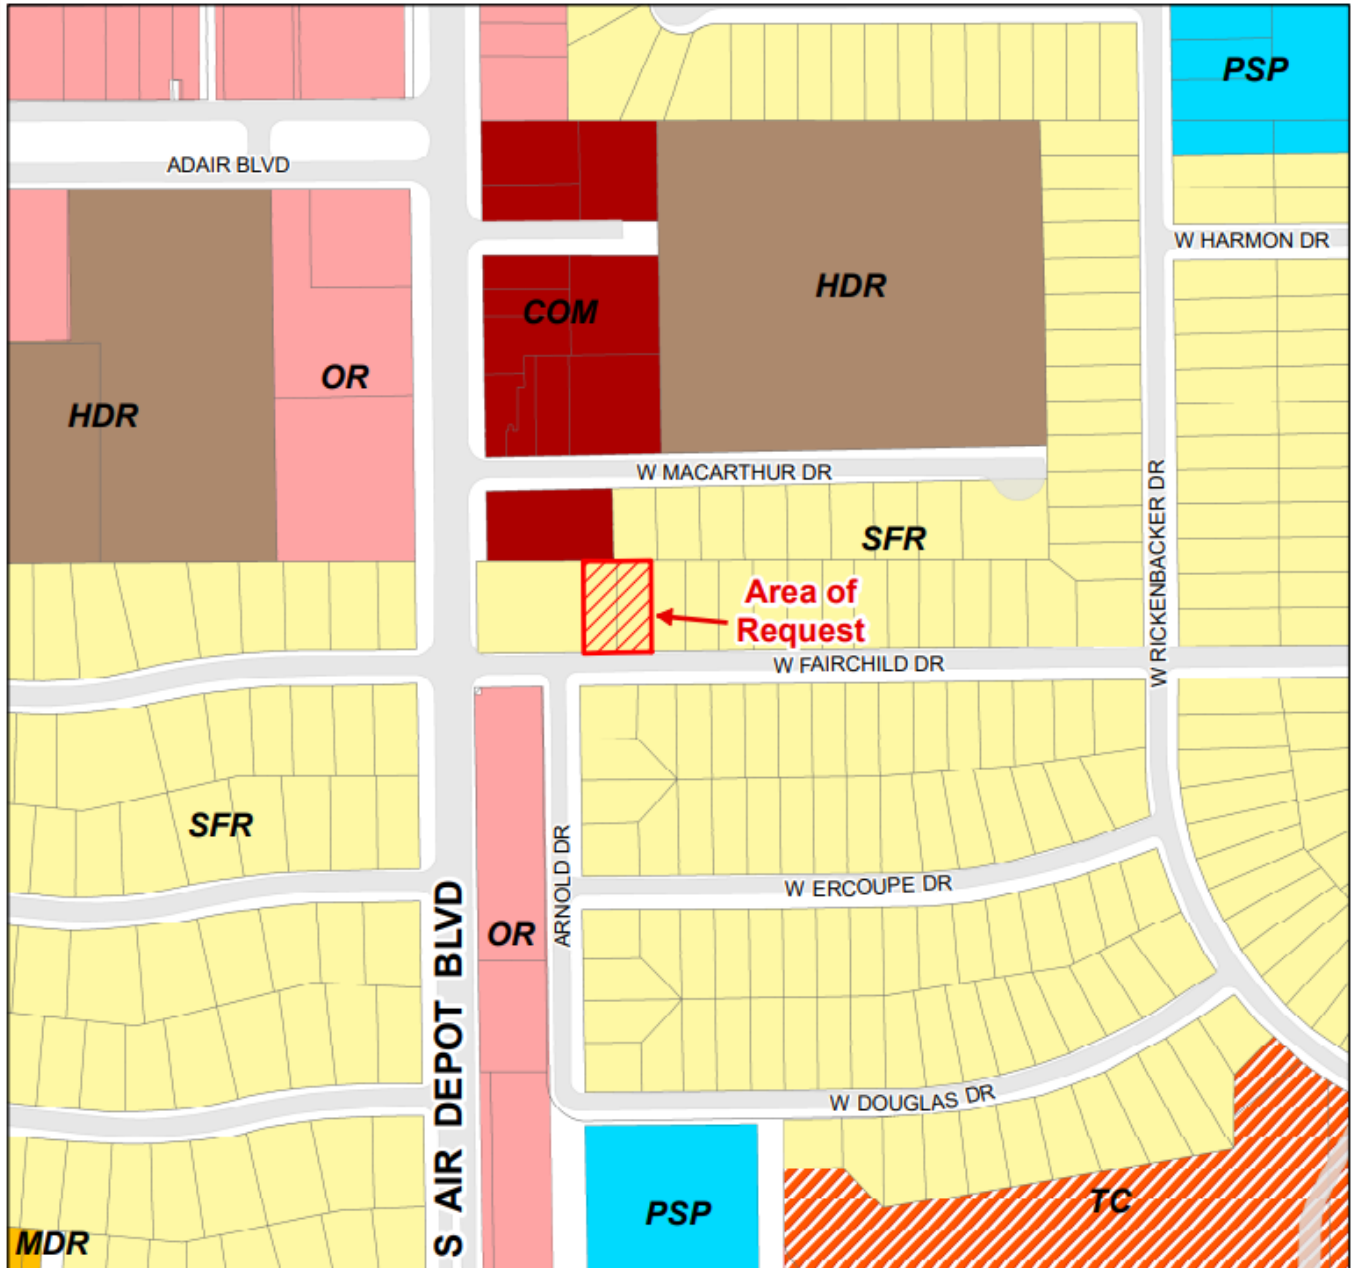 PSP
ADAIR BLVD
W HARMON DR
HDR
COM
OR
HDR
W MACARTHUR DR
W RICKENBACKER DR
SFR
Area of
Request
W FAIRCHILD DR
SFR
ARNOLD DR
W ERCOUPE DR
S AIR DEPOT BLVD
OR
W DOUGLAS DR
TC
PSP
MDR